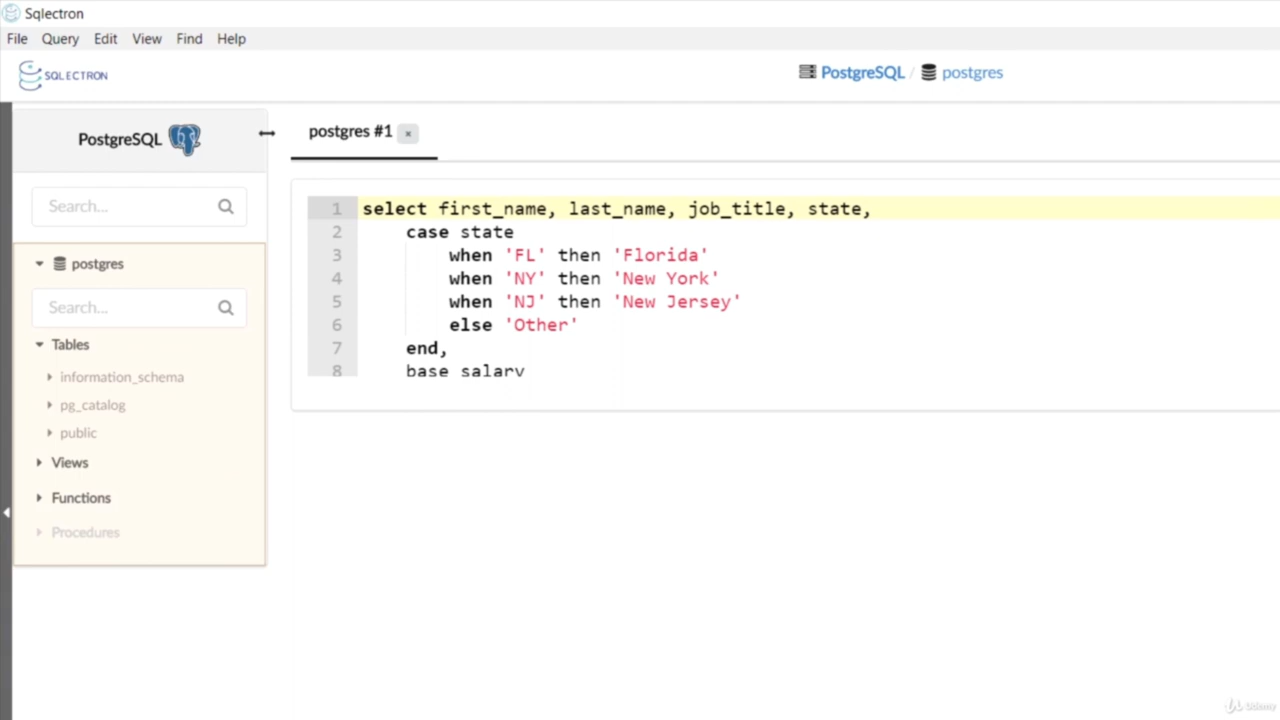 Sqlectron
File Query Edit View Find Help
SQLECTRON
PostgreSQL / postgres
PostgreSQL
postgres #1 ×
Search...
1 select first_name, last_name, job_title, state,
2 case state
3 when 'FL' then 'Florida'
4 when 'NY' then 'New York'
5 when 'NJ' then 'New Jersey'
6 else 'Other'
7 end,
8 base_salary
postgres
Search...
Tables
information_schema
pg_catalog
public
Views
Functions
Procedures
Udemy